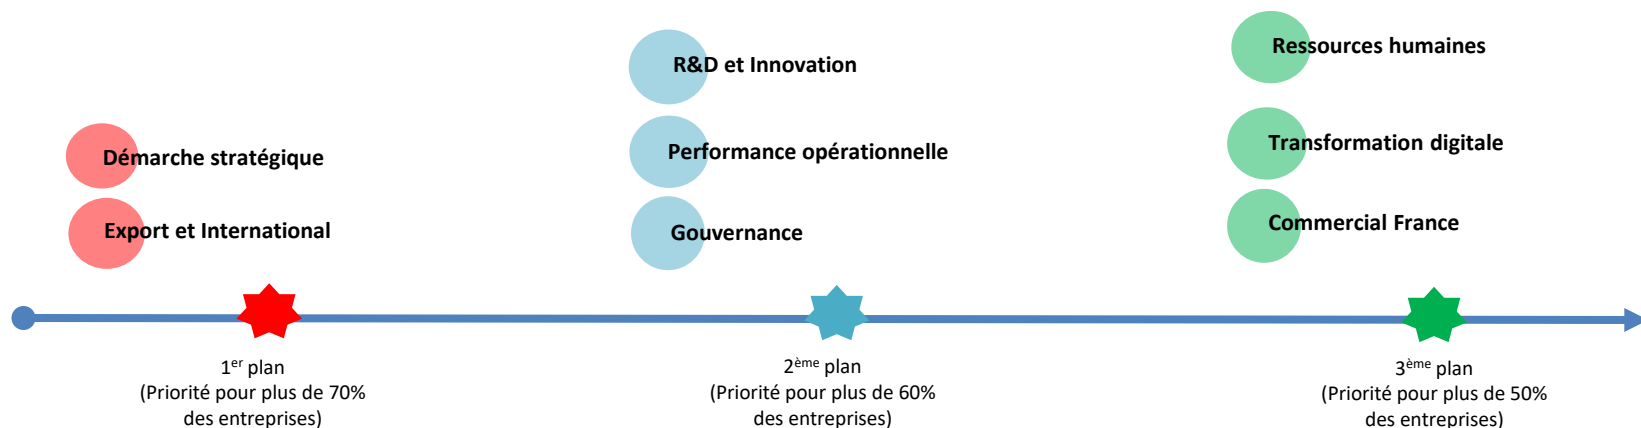 Démarche stratégique
Export et International
R&D et Innovation
Performance opérationnelle
Gouvernance
Ressources humaines
Transformation digitale
Commercial France
1er plan
(Priorité pour plus de 70%
des entreprises)
2ème plan
(Priorité pour plus de 60%
des entreprises)
3ème plan
(Priorité pour plus de 50%
des entreprises)